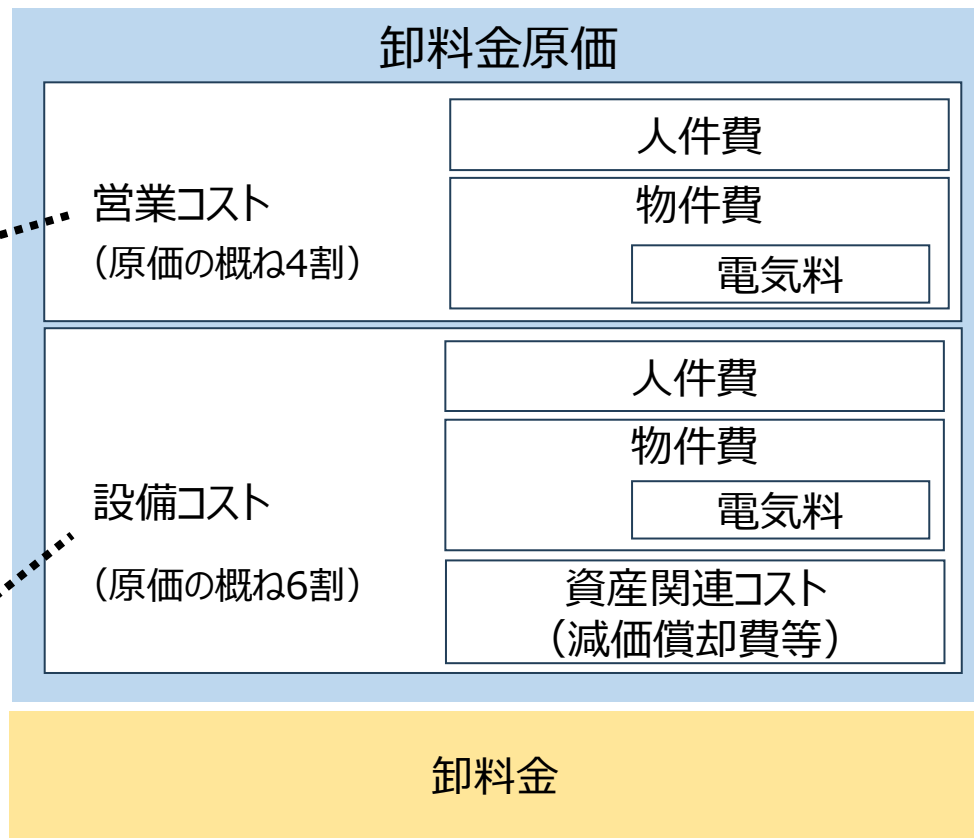 卸料金原価
営業コスト
（原価の概ね4割）
人件費
物件費
電気料
設備コスト
（原価の概ね6割）
人件費
物件費
電気料
資産関連コスト
（減価償却費等）
卸料金